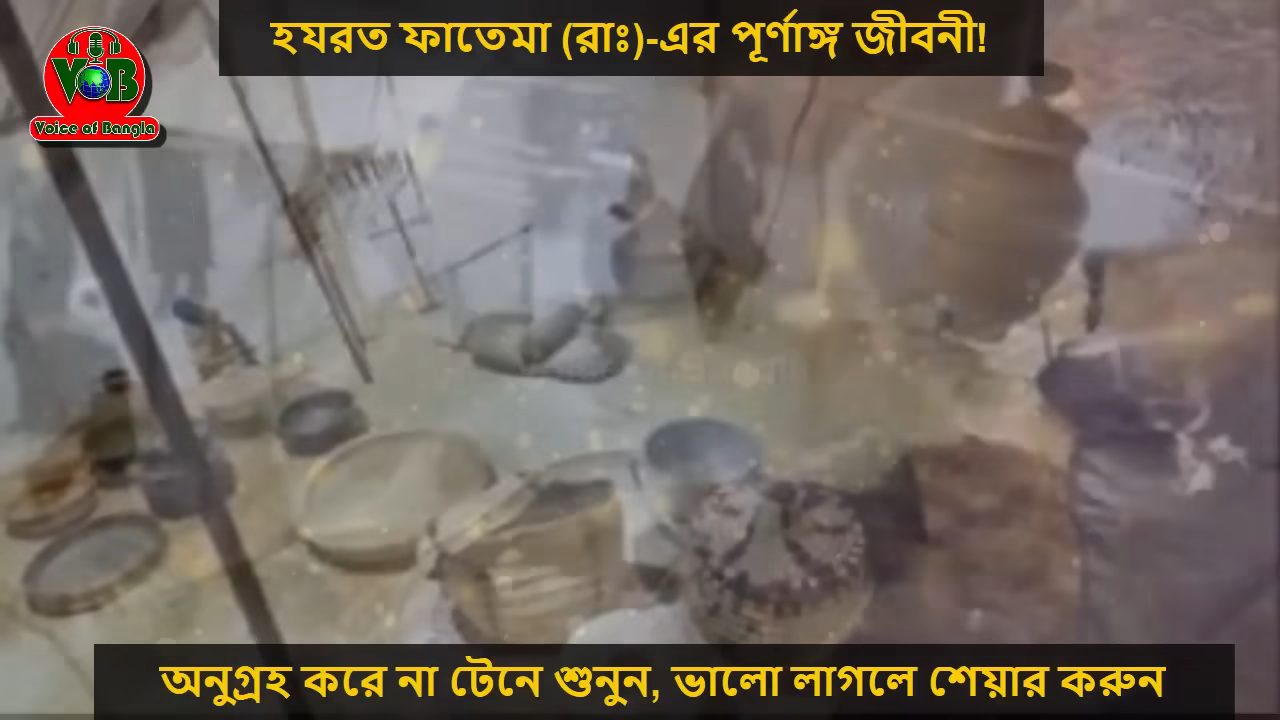 হযরত ফাতেমা (রাঃ)-এর পূর্ণাঙ্গ জীবনী!
VOB
Voice of Bangla
অনুগ্রহ করে না টেনে শুনুন, ভালো লাগলে শেয়ার করুন